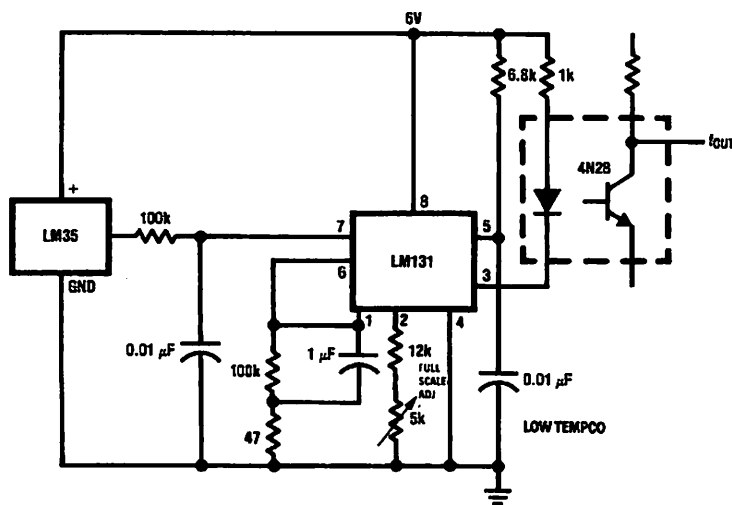 6V
6.8k
1k
fOUT
4N28
+
LM35
GND
100k
7
8
5
6
LM131
3
1
2
4
0.01 µF
100k
1 µF
12k
FULL
SCALE
ADJ
5k
0.01 µF
47
LOW TEMPCO